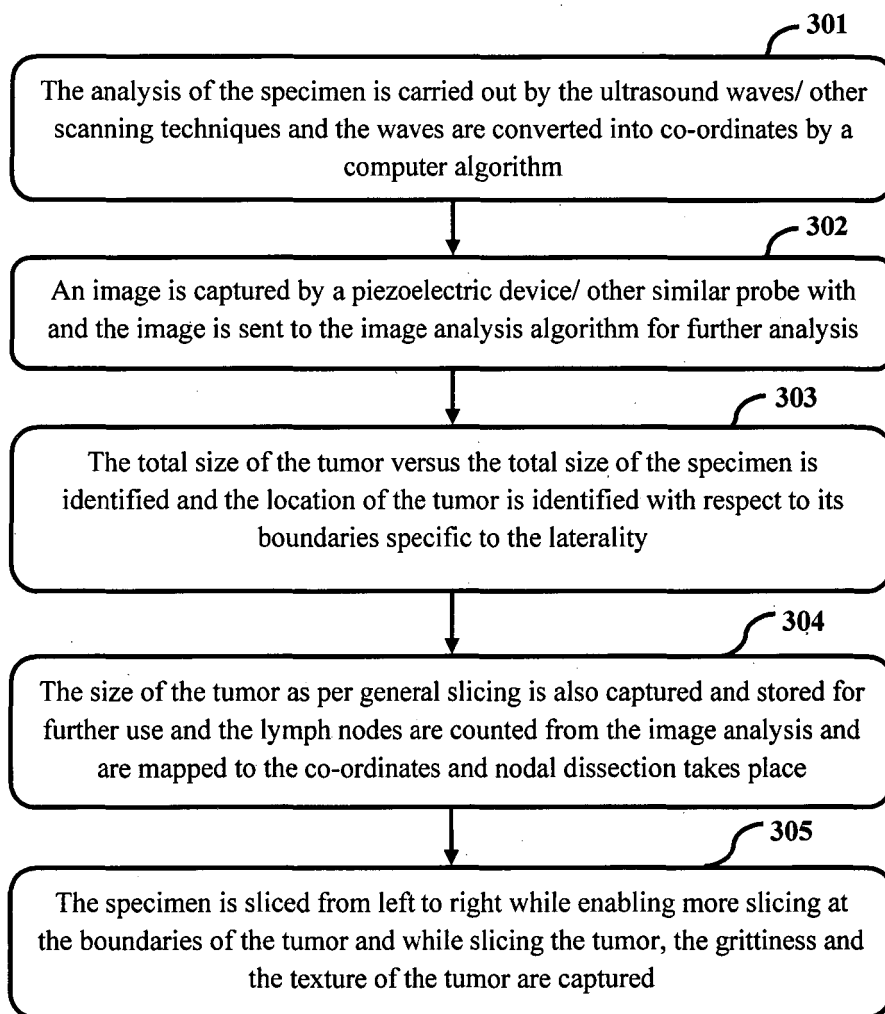 301
The analysis of the specimen is carried out by the ultrasound waves/ other
scanning techniques and the waves are converted into co-ordinates by a
computer algorithm
302
An image is captured by a piezoelectric device/ other similar probe with
and the image is sent to the image analysis algorithm for further analysis
303
The total size of the tumor versus the total size of the specimen is
identified and the location of the tumor is identified with respect to its
boundaries specific to the laterality
304
The size of the tumor as per general slicing is also captured and stored for
further use and the lymph nodes are counted from the image analysis and
are mapped to the co-ordinates and nodal dissection takes place
305
The specimen is sliced from left to right while enabling more slicing at
the boundaries of the tumor and while slicing the tumor, the grittiness and
the texture of the tumor are captured